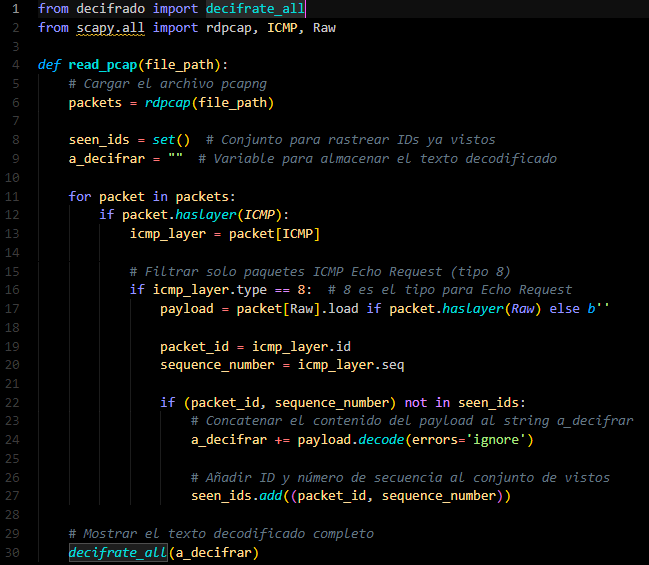 1 from decifrado import decifrate_all
2 from scapy.all import rdpcap, ICMP, Raw
3
4 def read_pcap(file_path):
5     # Cargar el archivo pcapng
6     packets = rdpcap(file_path)
7
8     seen_ids = set()  # Conjunto para rastrear IDs ya vistos
9     a_decifrar = ""  # Variable para almacenar el texto decodificado
10
11     for packet in packets:
12         if packet.haslayer(ICMP):
13             icmp_layer = packet[ICMP]
14
15             # Filtrar solo paquetes ICMP Echo Request (tipo 8)
16             if icmp_layer.type == 8:  # 8 es el tipo para Echo Request
17                 payload = packet[Raw].load if packet.haslayer(Raw) else b''
18
19                 packet_id = icmp_layer.id
20                 sequence_number = icmp_layer.seq
21
22                 if (packet_id, sequence_number) not in seen_ids:
23                     # Concatenar el contenido del payload al string a_decifrar
24                     a_decifrar += payload.decode(errors='ignore')
25
26                     # Añadir ID y número de secuencia al conjunto de vistos
27                     seen_ids.add((packet_id, sequence_number))
28
29     # Mostrar el texto decodificado completo
30     decifrate_all(a_decifrar)